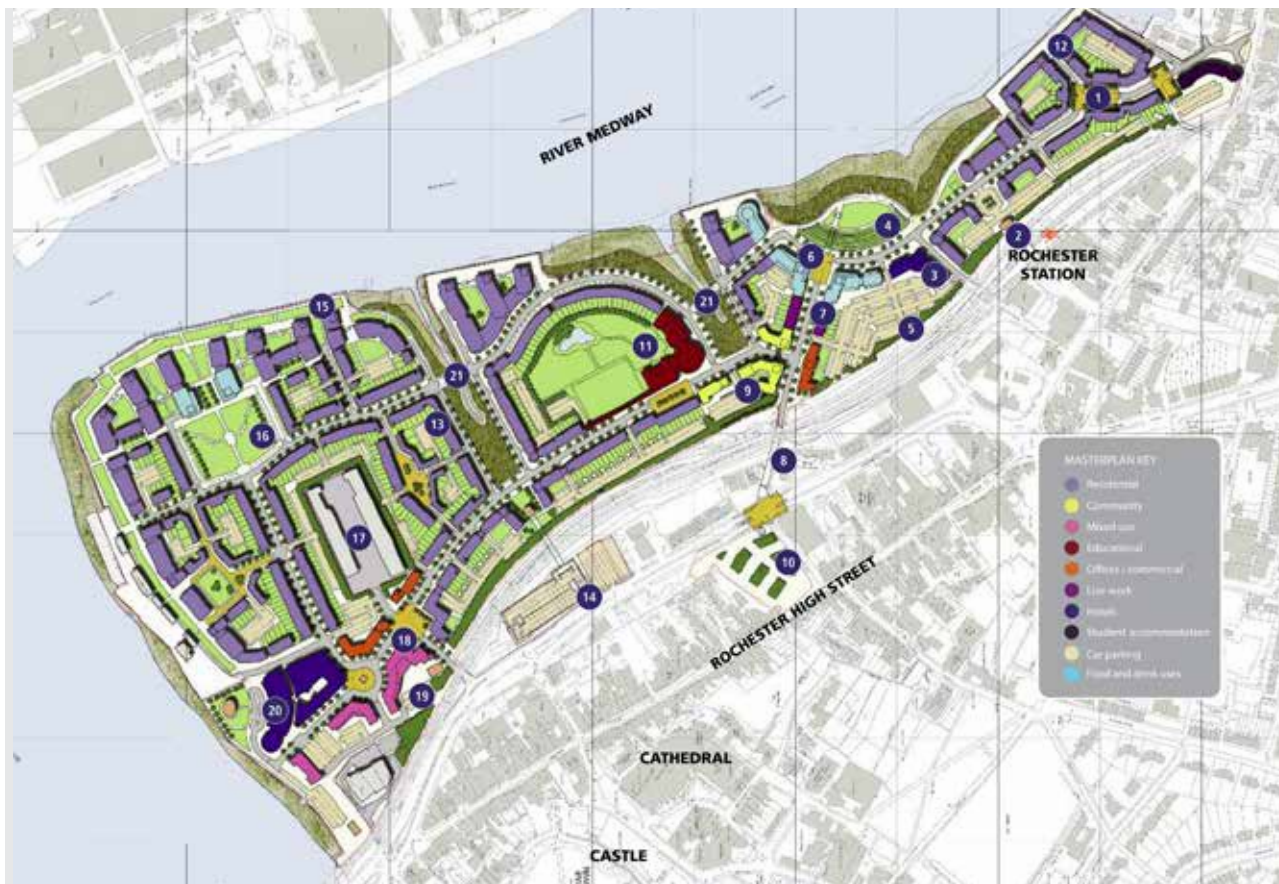 RIVER MEDWAY
12
1
4
2
ROCHESTER
STATION
6
3
21
7
5
15
11
21
9
13
16
8
17
10
14
ROCHESTER HIGH STREET
18
19
20
CATHEDRAL
CASTLE
MASTERPLAN KEY
Residential
Community
Mixed use
Educational
Offices / commercial
Live work
Hotels
Student accommodation
Car parking
Food and drink uses